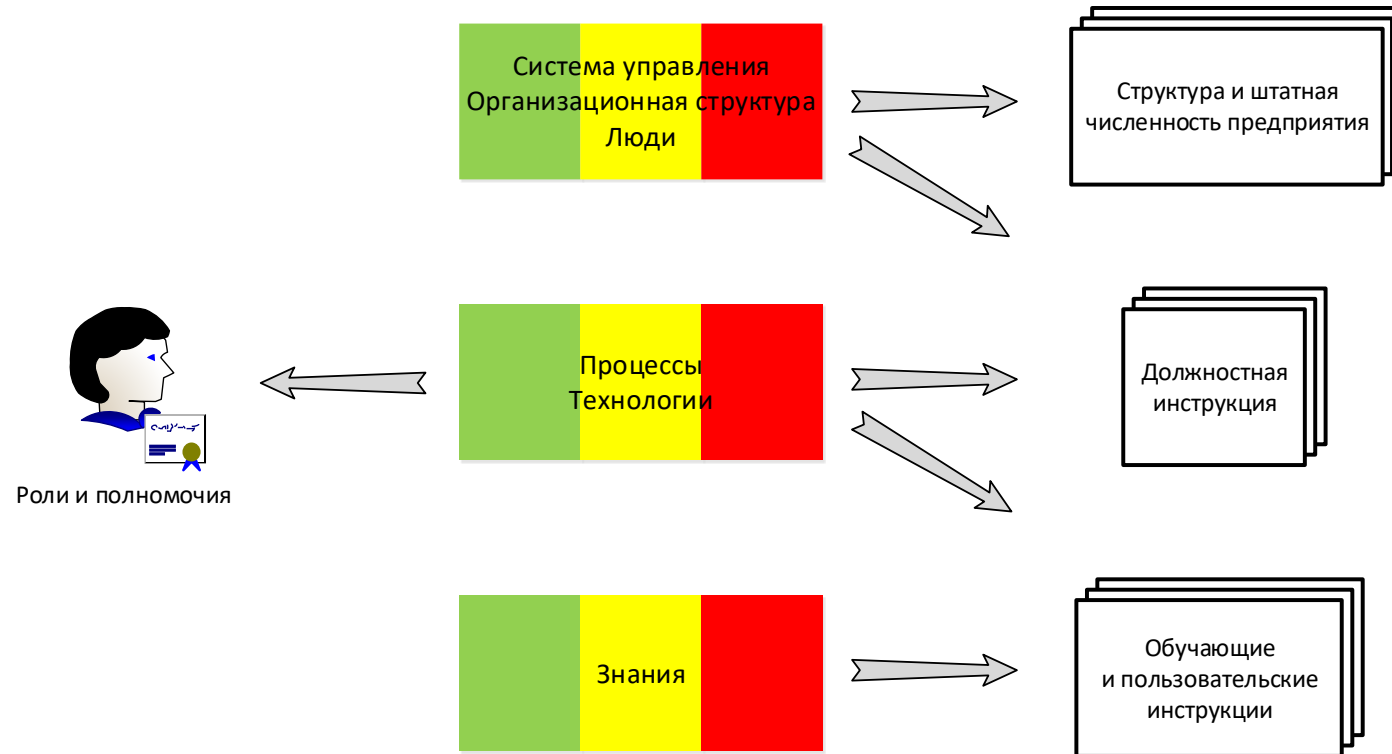 Система управления
Организационная структура
Люди
Структура и штатная
численность предприятия
Процессы
Технологии
Должностная
инструкция
Роли и полномочия
Знания
Обучающие
и пользовательские
инструкции